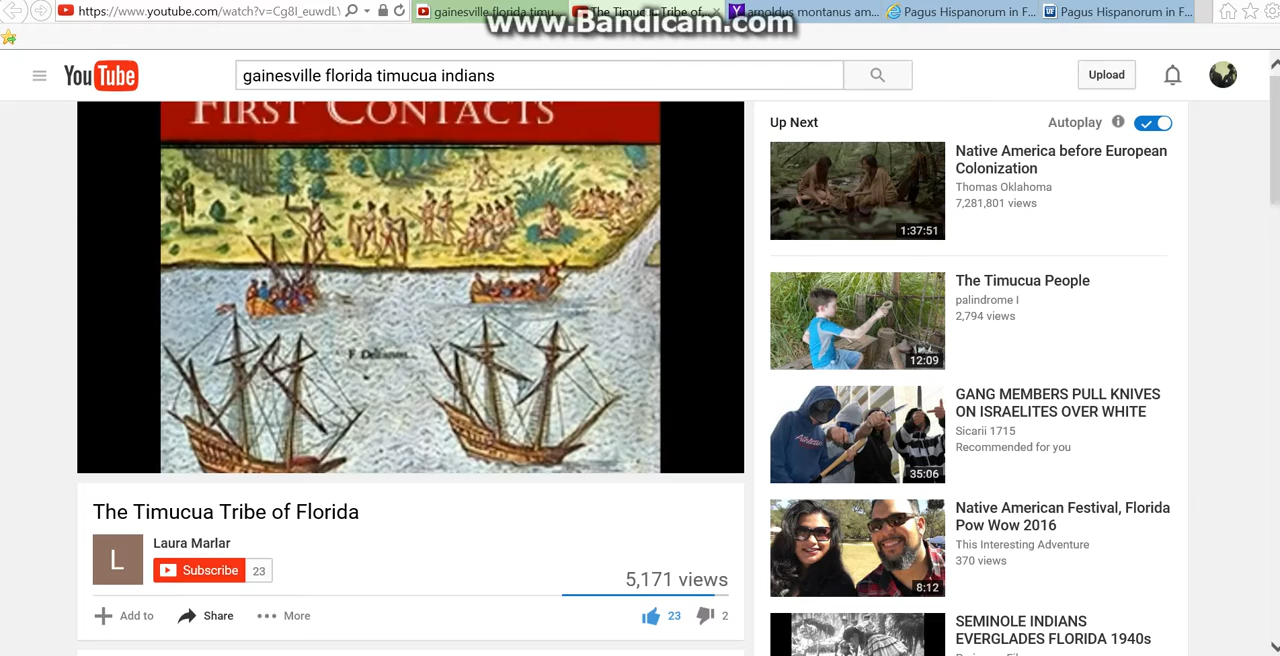 https://www.youtube.com/watch?v=Cg8I_euwdLY
gainesville florida timu...
The Timucua Tribe of...
arnoldus montanus am...
Pagus Hispanorum in F...
Pagus Hispanorum in F...
www.Bandicam.com
YouTube
gainesville florida timucua indians
Upload
FIRST CONTACTS
Up Next
Autoplay
Native America before European
Colonization
Thomas Oklahoma
7,281,801 views
1:37:51
The Timucua People
palindrome I
2,794 views
12:09
GANG MEMBERS PULL KNIVES
ON ISRAELITES OVER WHITE
Sicarii 1715
Recommended for you
35:06
The Timucua Tribe of Florida
L
Laura Marlar
Subscribe 23
5,171 views
Add to
Share
More
23
2
Native American Festival, Florida
Pow Wow 2016
This Interesting Adventure
370 views
8:12
SEMINOLE INDIANS
EVERGLADES FLORIDA 1940s